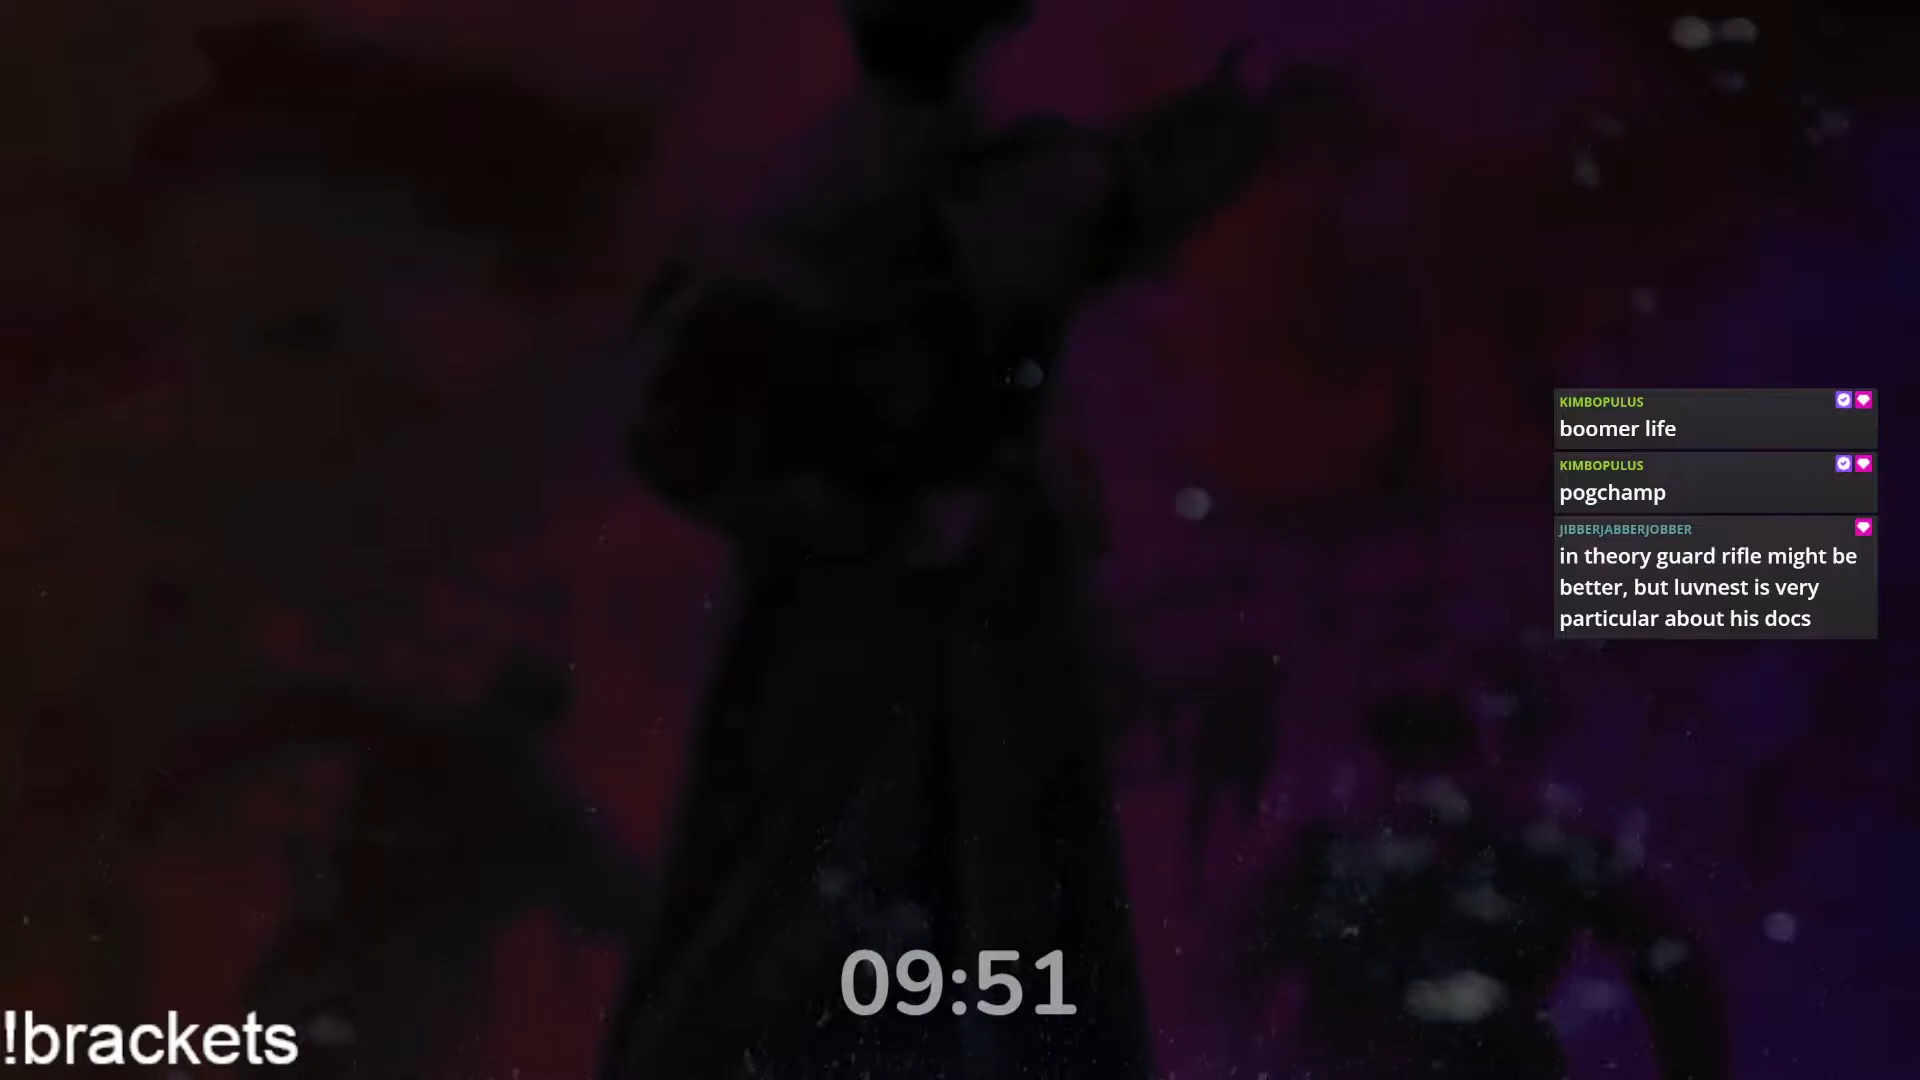 KIMBOPULUS
boomer life
KIMBOPULUS
pogchamp
JIBBERJABBERJOBBER
in theory guard rifle might be
better, but luvnest is very
particular about his docs
09:51
!brackets